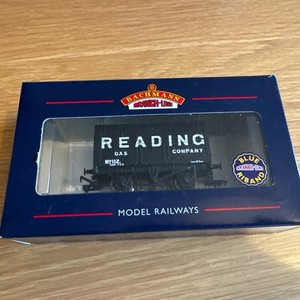 BACHMANN
BRANCH-LINE
READING
GAS COMPANY
BLUE
RIBAND
MODEL RAILWAYS